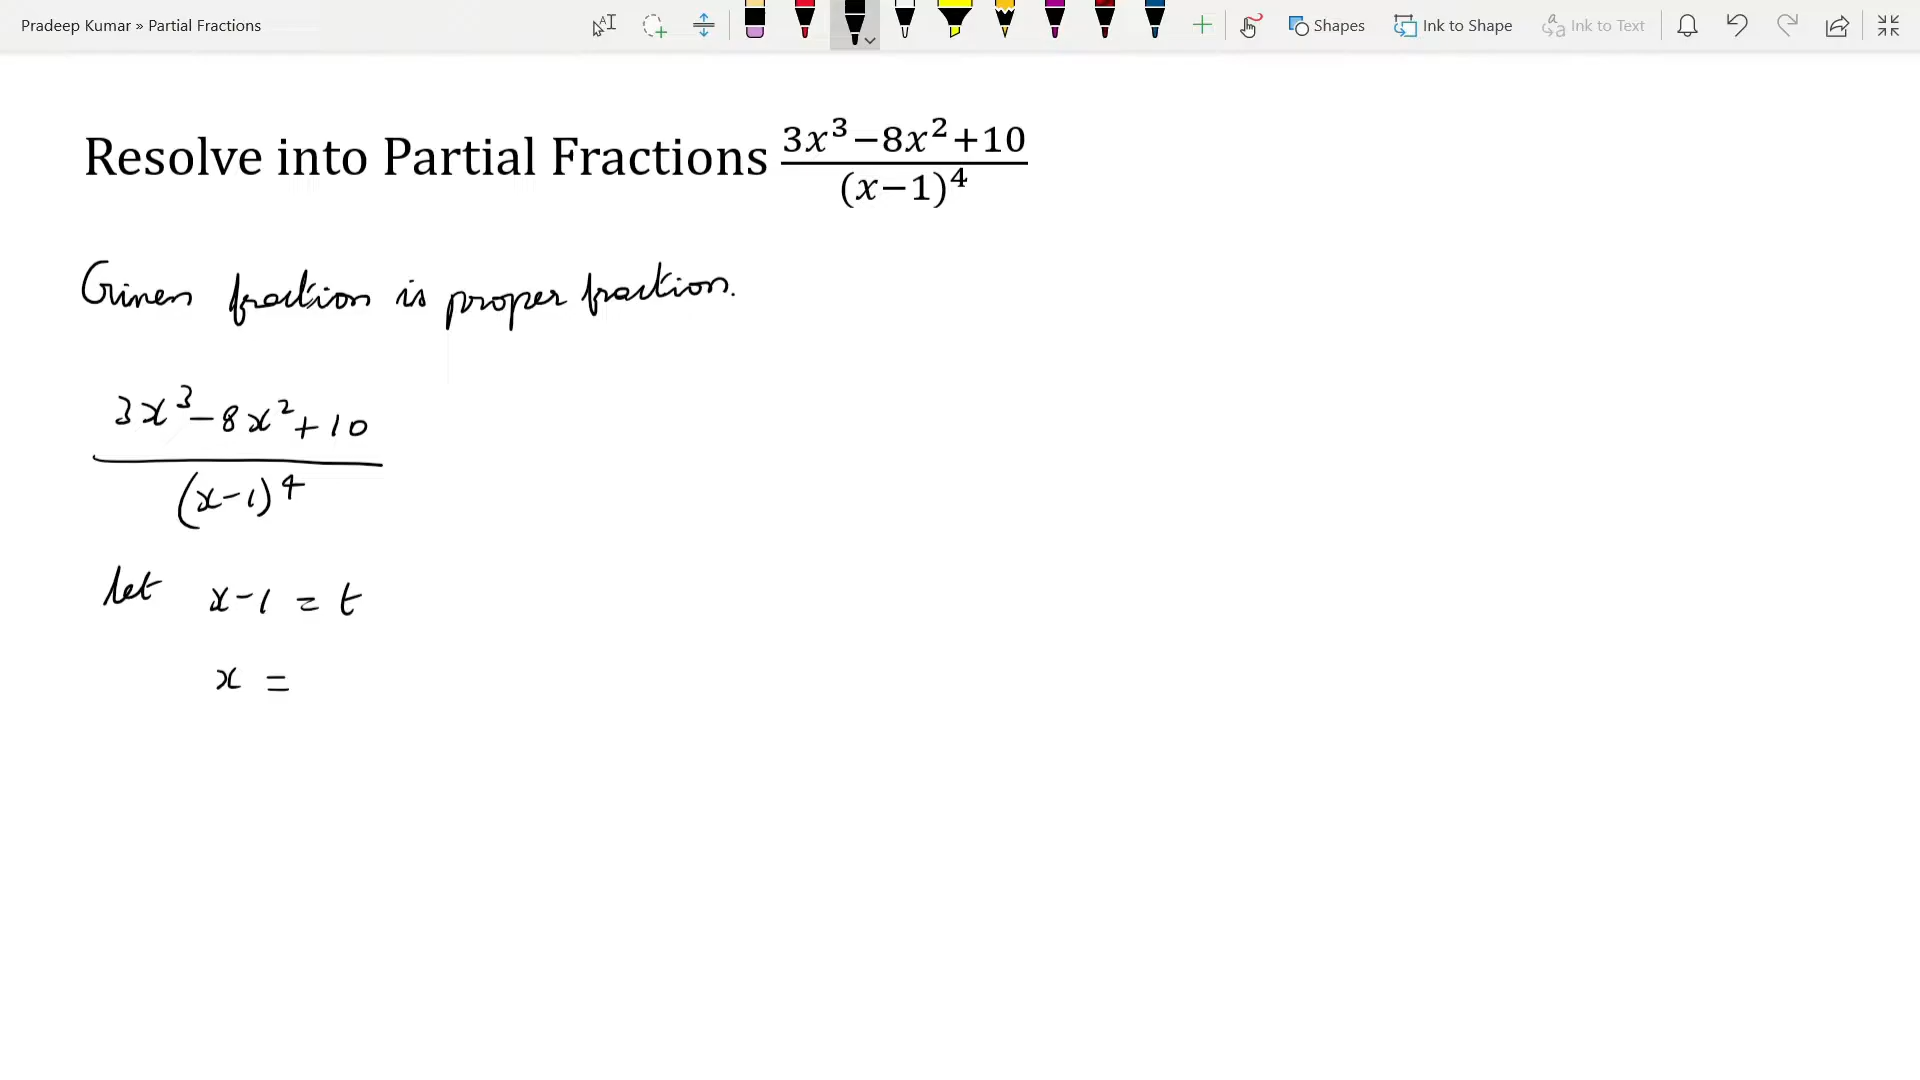 Pradeep Kumar » Partial Fractions
Shapes
Ink to Shape
Ink to Text
Resolve into Partial Fractions (3x³−8x²+10)/(x−1)⁴
Given fraction is proper fraction.
3x³−8x²+10
(x−1)⁴
let x−1 = t
x =